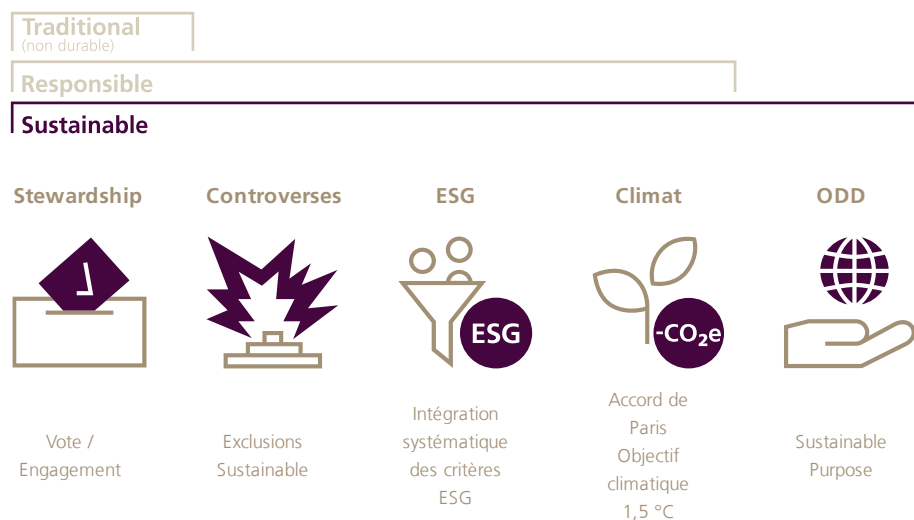 Traditional
(non durable)
Responsible
Sustainable
Stewardship
Controverses
ESG
Climat
ODD
ESG
-CO₂e
Vote /
Engagement
Exclusions
Sustainable
Intégration
systématique
des critères
ESG
Accord de
Paris
Objectif
climatique
1,5 °C
Sustainable
Purpose